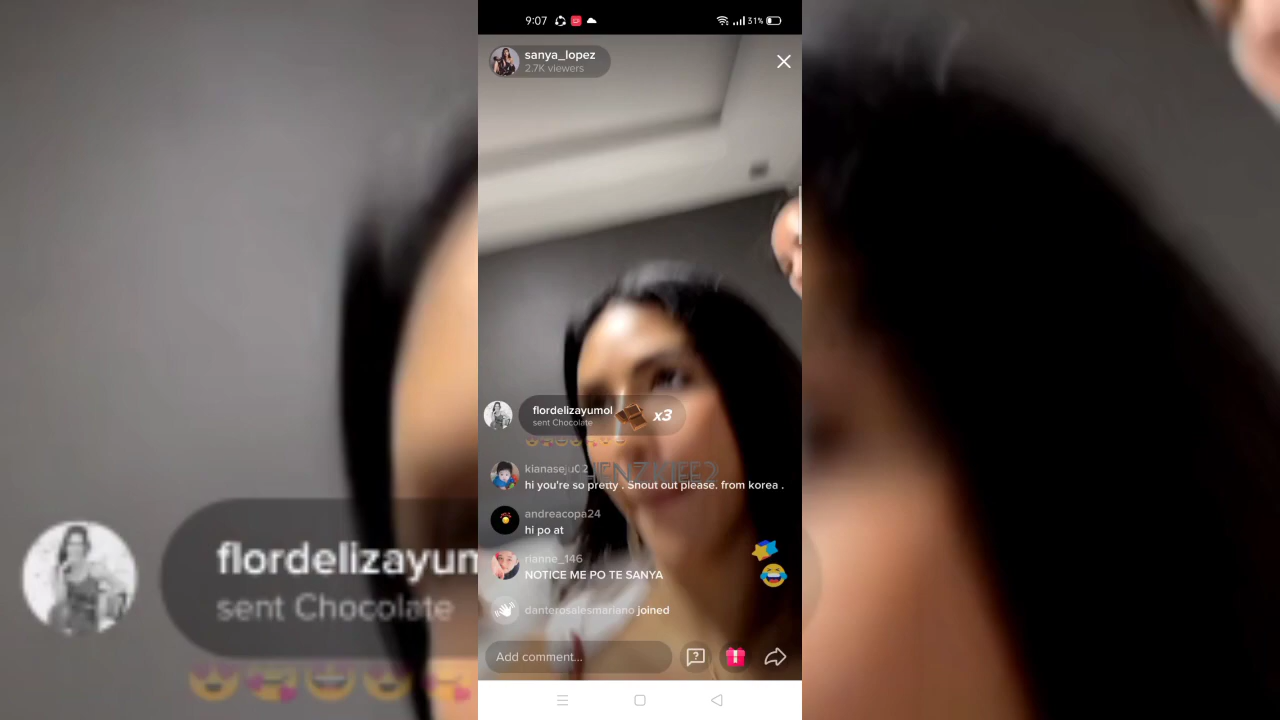 9:07
31%
sanya_lopez
2.7K viewers
flordelizayumol
sent Chocolate
x3
kianaseju02
hi you're so pretty . Snout out please. from korea .
andreacopa24
hi po at
rianne_146
NOTICE ME PO TE SANYA
danterosalesmariano joined
Add comment...
flordelizayum
sent Chocolate